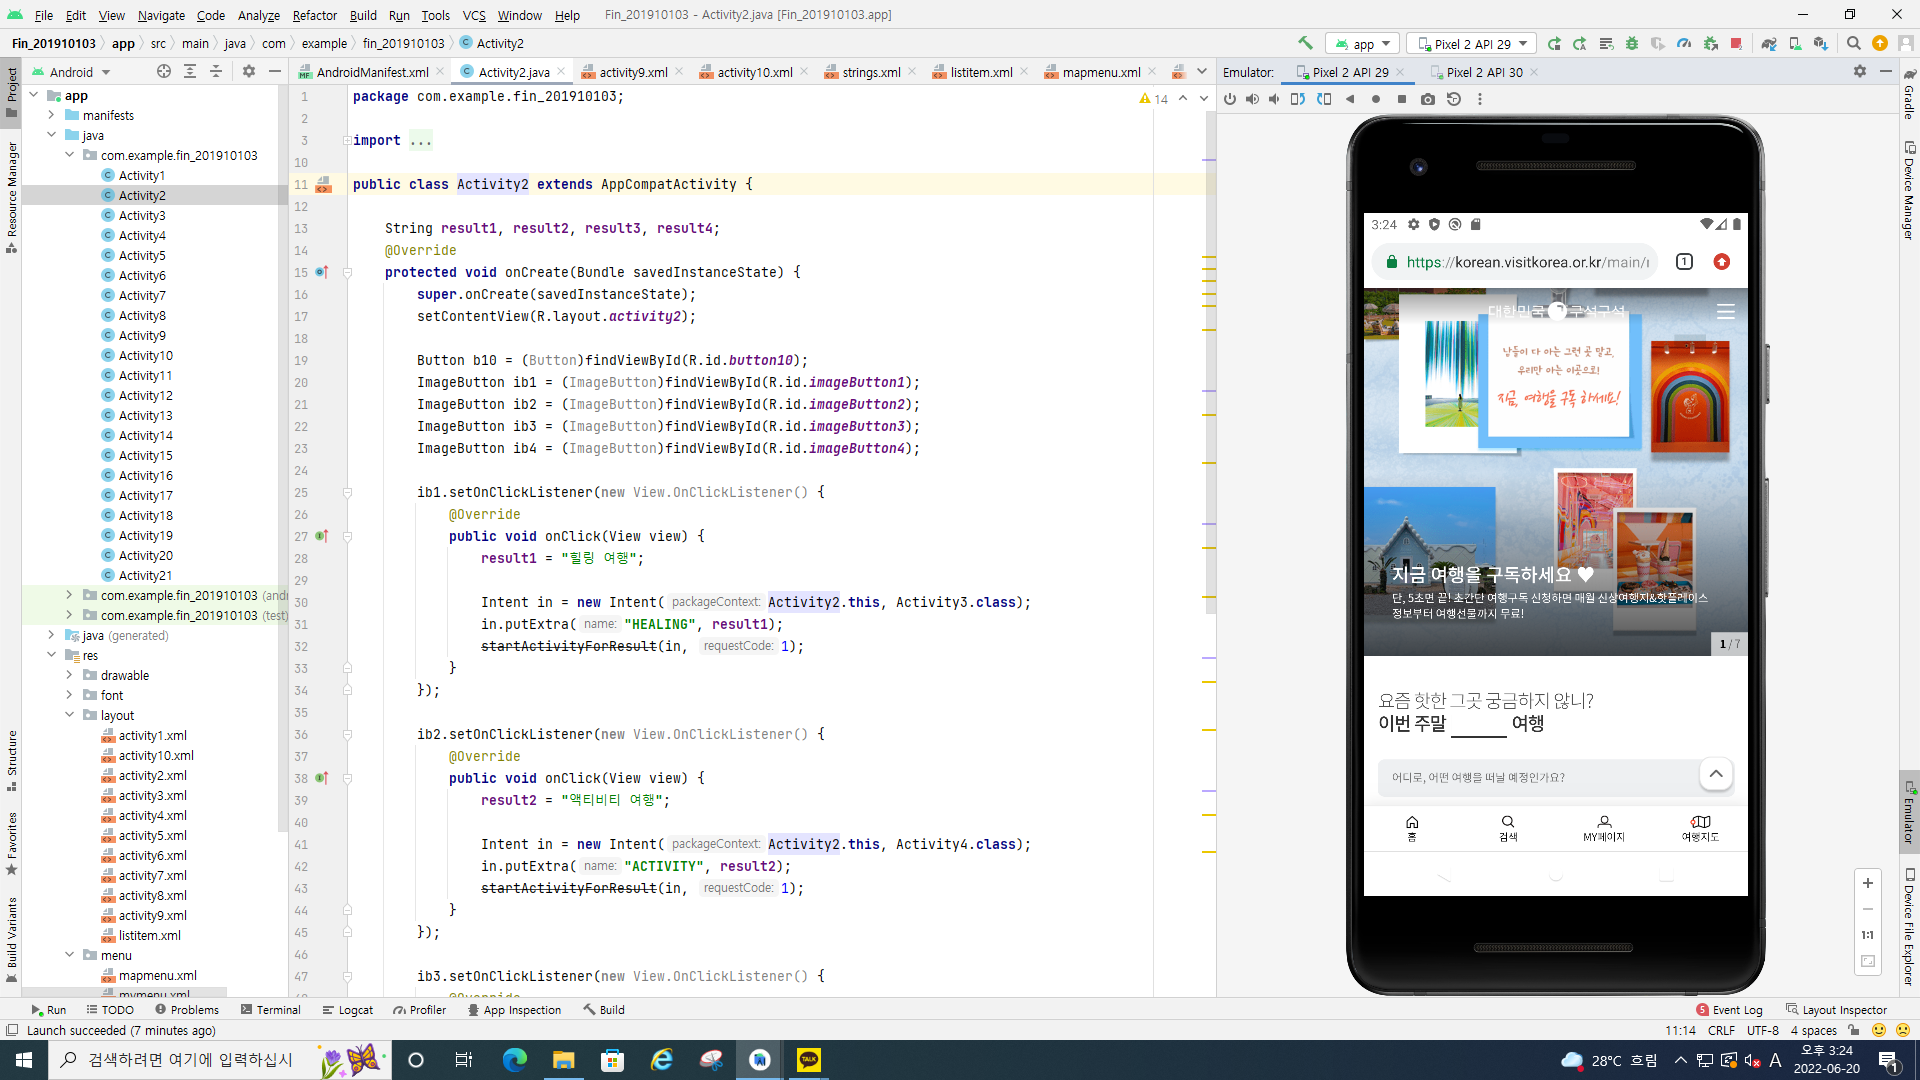 File Edit View Navigate Code Analyze Refactor Build Run Tools VCS Window Help Fin_201910103 - Activity2.java [Fin_201910103.app]
Fin_201910103 app src main java com example fin_201910103 Activity2 app Pixel 2 API 29
Android AndroidManifest.xml Activity2.java activity9.xml activity10.xml strings.xml listitem.xml mapmenu.xml Emulator: Pixel 2 API 29 Pixel 2 API 30
Project
Resource Manager
Structure
Favorites
Build Variants
app
manifests
java
com.example.fin_201910103
Activity1
Activity2
Activity3
Activity4
Activity5
Activity6
Activity7
Activity8
Activity9
Activity10
Activity11
Activity12
Activity13
Activity14
Activity15
Activity16
Activity17
Activity18
Activity19
Activity20
Activity21
com.example.fin_201910103 (andr
com.example.fin_201910103 (test)
java (generated)
res
drawable
font
layout
activity1.xml
activity10.xml
activity2.xml
activity3.xml
activity4.xml
activity5.xml
activity6.xml
activity7.xml
activity8.xml
activity9.xml
listitem.xml
menu
mapmenu.xml
mymenu.xml
14
1 package com.example.fin_201910103;
2
3 import ...
10
11 public class Activity2 extends AppCompatActivity {
12
13 String result1, result2, result3, result4;
14 @Override
15 protected void onCreate(Bundle savedInstanceState) {
16 super.onCreate(savedInstanceState);
17 setContentView(R.layout.activity2);
18
19 Button b10 = (Button)findViewById(R.id.button10);
20 ImageButton ib1 = (ImageButton)findViewById(R.id.imageButton1);
21 ImageButton ib2 = (ImageButton)findViewById(R.id.imageButton2);
22 ImageButton ib3 = (ImageButton)findViewById(R.id.imageButton3);
23 ImageButton ib4 = (ImageButton)findViewById(R.id.imageButton4);
24
25 ib1.setOnClickListener(new View.OnClickListener() {
26 @Override
27 public void onClick(View view) {
28 result1 = "힐링 여행";
29
30 Intent in = new Intent( packageContext: Activity2.this, Activity3.class);
31 in.putExtra( name: "HEALING", result1);
32 startActivityForResult(in, requestCode: 1);
33 }
34 });
35
36 ib2.setOnClickListener(new View.OnClickListener() {
37 @Override
38 public void onClick(View view) {
39 result2 = "액티비티 여행";
40
41 Intent in = new Intent( packageContext: Activity2.this, Activity4.class);
42 in.putExtra( name: "ACTIVITY", result2);
43 startActivityForResult(in, requestCode: 1);
44 }
45 });
46
47 ib3.setOnClickListener(new View.OnClickListener() {
@Override
3:24
https://korean.visitkorea.or.kr/main/r 1
대한민국 구석구석
남들이 다 아는 그런 곳 말고,
우리만 아는 이곳으로!
지금, 여행을 구독 하세요!
지금 여행을 구독하세요 ♥
단, 5초면 끝! 초간단 여행구독 신청하면 매월 신상여행지&핫플레이스
정보부터 여행선물까지 무료!
1 / 7
요즘 핫한 그곳 궁금하지 않니?
이번 주말 ______ 여행
어디로, 어떤 여행을 떠날 예정인가요?
홈 검색 MY페이지 여행지도
1:1
Gradle
Device Manager
Emulator
Device File Explorer
Run TODO Problems Terminal Logcat Profiler App Inspection Build 5 Event Log Layout Inspector
Launch succeeded (7 minutes ago) 11:14 CRLF UTF-8 4 spaces
검색하려면 여기에 입력하십시 TALK 28°C 흐림 A 오후 3:24
2022-06-20 1